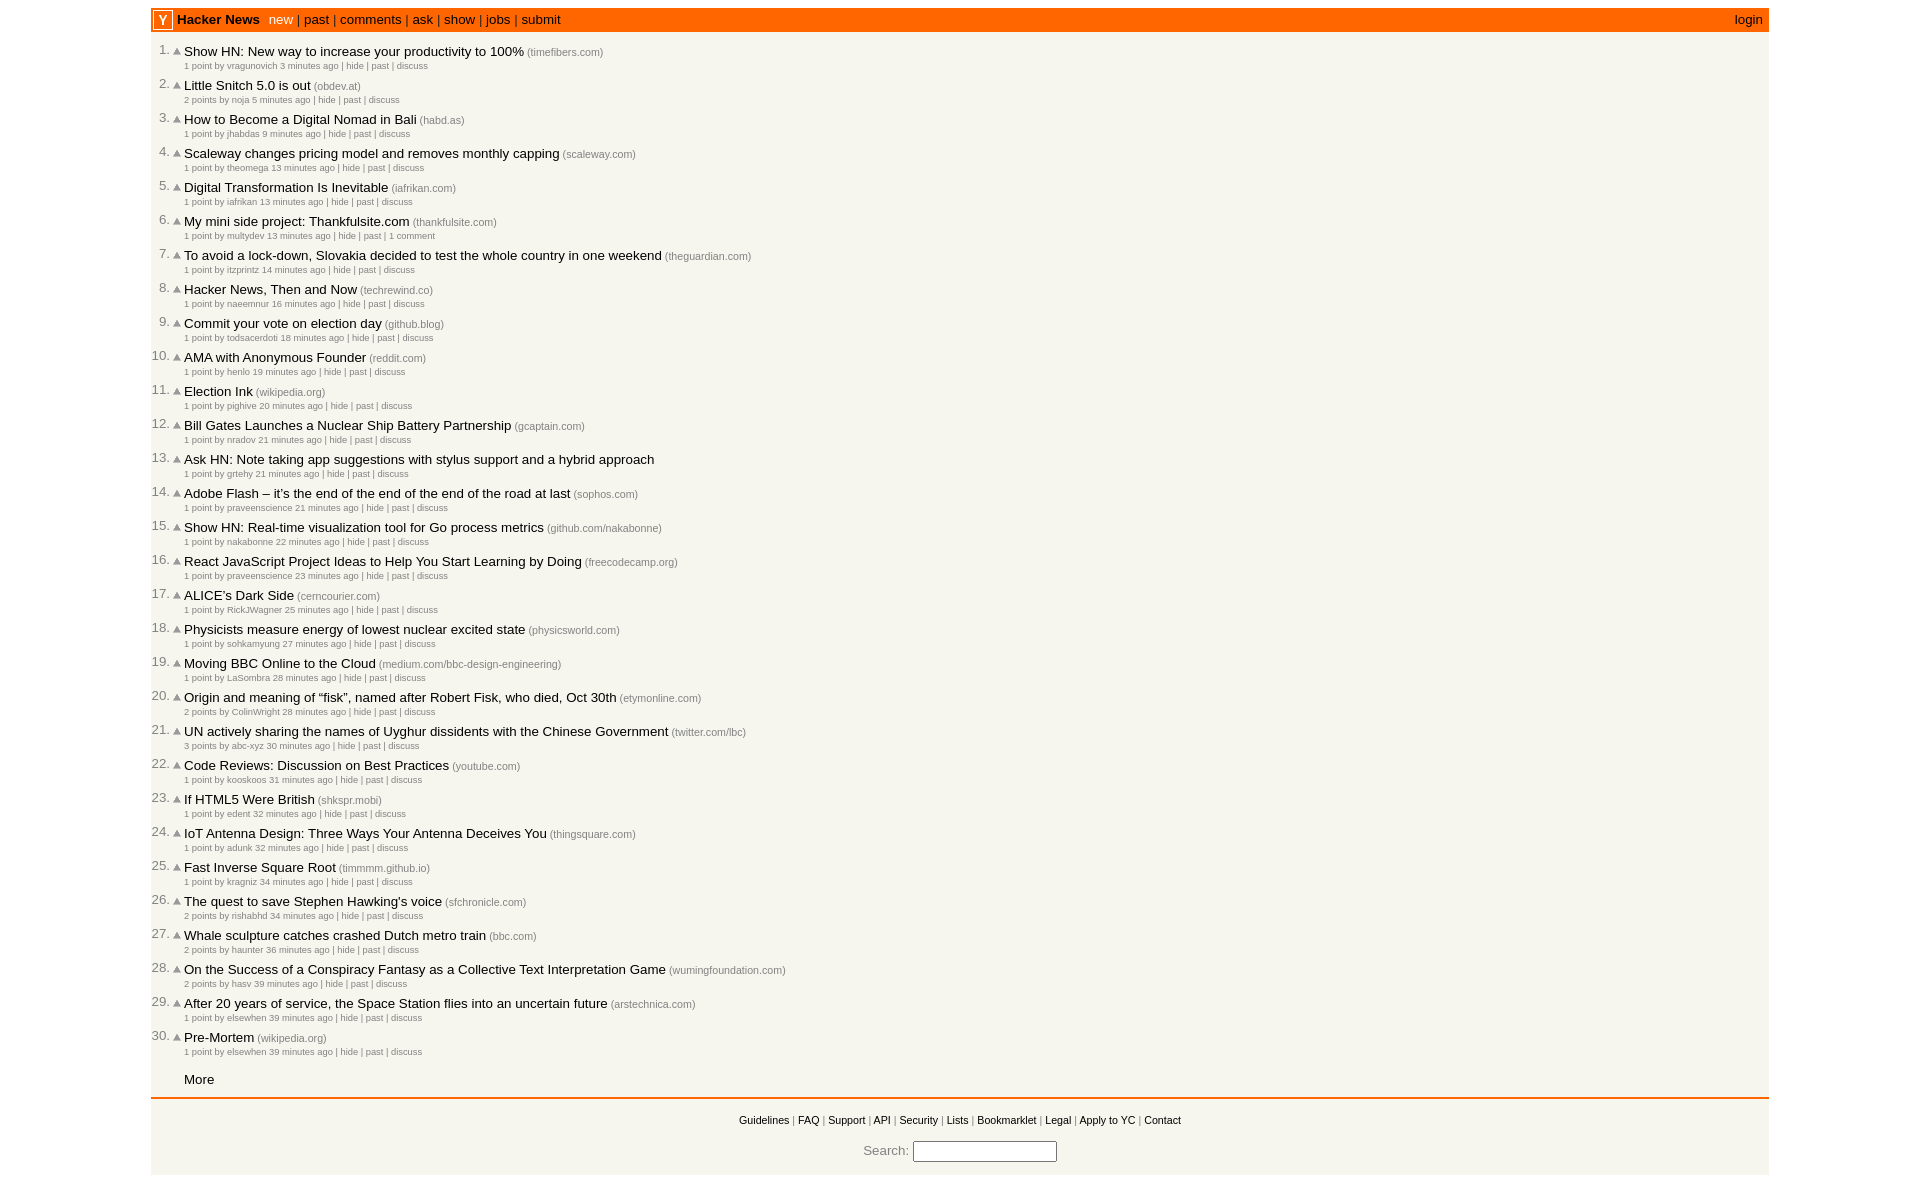 Y Hacker News new | past | comments | ask | show | jobs | submit login
1. Show HN: New way to increase your productivity to 100% (timefibers.com)
1 point by vragunovich 3 minutes ago | hide | past | discuss
2. Little Snitch 5.0 is out (obdev.at)
2 points by noja 5 minutes ago | hide | past | discuss
3. How to Become a Digital Nomad in Bali (habd.as)
1 point by jhabdas 9 minutes ago | hide | past | discuss
4. Scaleway changes pricing model and removes monthly capping (scaleway.com)
1 point by theomega 13 minutes ago | hide | past | discuss
5. Digital Transformation Is Inevitable (iafrikan.com)
1 point by iafrikan 13 minutes ago | hide | past | discuss
6. My mini side project: Thankfulsite.com (thankfulsite.com)
1 point by multydev 13 minutes ago | hide | past | 1 comment
7. To avoid a lock-down, Slovakia decided to test the whole country in one weekend (theguardian.com)
1 point by itzprintz 14 minutes ago | hide | past | discuss
8. Hacker News, Then and Now (techrewind.co)
1 point by naeemnur 16 minutes ago | hide | past | discuss
9. Commit your vote on election day (github.blog)
1 point by todsacerdoti 18 minutes ago | hide | past | discuss
10. AMA with Anonymous Founder (reddit.com)
1 point by henlo 19 minutes ago | hide | past | discuss
11. Election Ink (wikipedia.org)
1 point by pighive 20 minutes ago | hide | past | discuss
12. Bill Gates Launches a Nuclear Ship Battery Partnership (gcaptain.com)
1 point by nradov 21 minutes ago | hide | past | discuss
13. Ask HN: Note taking app suggestions with stylus support and a hybrid approach
1 point by grtehy 21 minutes ago | hide | past | discuss
14. Adobe Flash – it’s the end of the end of the end of the road at last (sophos.com)
1 point by praveenscience 21 minutes ago | hide | past | discuss
15. Show HN: Real-time visualization tool for Go process metrics (github.com/nakabonne)
1 point by nakabonne 22 minutes ago | hide | past | discuss
16. React JavaScript Project Ideas to Help You Start Learning by Doing (freecodecamp.org)
1 point by praveenscience 23 minutes ago | hide | past | discuss
17. ALICE’s Dark Side (cerncourier.com)
1 point by RickJWagner 25 minutes ago | hide | past | discuss
18. Physicists measure energy of lowest nuclear excited state (physicsworld.com)
1 point by sohkamyung 27 minutes ago | hide | past | discuss
19. Moving BBC Online to the Cloud (medium.com/bbc-design-engineering)
1 point by LaSombra 28 minutes ago | hide | past | discuss
20. Origin and meaning of “fisk”, named after Robert Fisk, who died, Oct 30th (etymonline.com)
2 points by ColinWright 28 minutes ago | hide | past | discuss
21. UN actively sharing the names of Uyghur dissidents with the Chinese Government (twitter.com/lbc)
3 points by abc-xyz 30 minutes ago | hide | past | discuss
22. Code Reviews: Discussion on Best Practices (youtube.com)
1 point by kooskoos 31 minutes ago | hide | past | discuss
23. If HTML5 Were British (shkspr.mobi)
1 point by edent 32 minutes ago | hide | past | discuss
24. IoT Antenna Design: Three Ways Your Antenna Deceives You (thingsquare.com)
1 point by adunk 32 minutes ago | hide | past | discuss
25. Fast Inverse Square Root (timmmm.github.io)
1 point by kragniz 34 minutes ago | hide | past | discuss
26. The quest to save Stephen Hawking's voice (sfchronicle.com)
2 points by rishabhd 34 minutes ago | hide | past | discuss
27. Whale sculpture catches crashed Dutch metro train (bbc.com)
2 points by haunter 36 minutes ago | hide | past | discuss
28. On the Success of a Conspiracy Fantasy as a Collective Text Interpretation Game (wumingfoundation.com)
2 points by hasv 39 minutes ago | hide | past | discuss
29. After 20 years of service, the Space Station flies into an uncertain future (arstechnica.com)
1 point by elsewhen 39 minutes ago | hide | past | discuss
30. Pre-Mortem (wikipedia.org)
1 point by elsewhen 39 minutes ago | hide | past | discuss
More
Guidelines | FAQ | Support | API | Security | Lists | Bookmarklet | Legal | Apply to YC | Contact
Search: